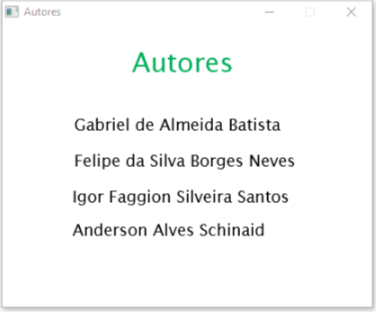 Autores
Autores
Gabriel de Almeida Batista
Felipe da Silva Borges Neves
Igor Faggion Silveira Santos
Anderson Alves Schinaid